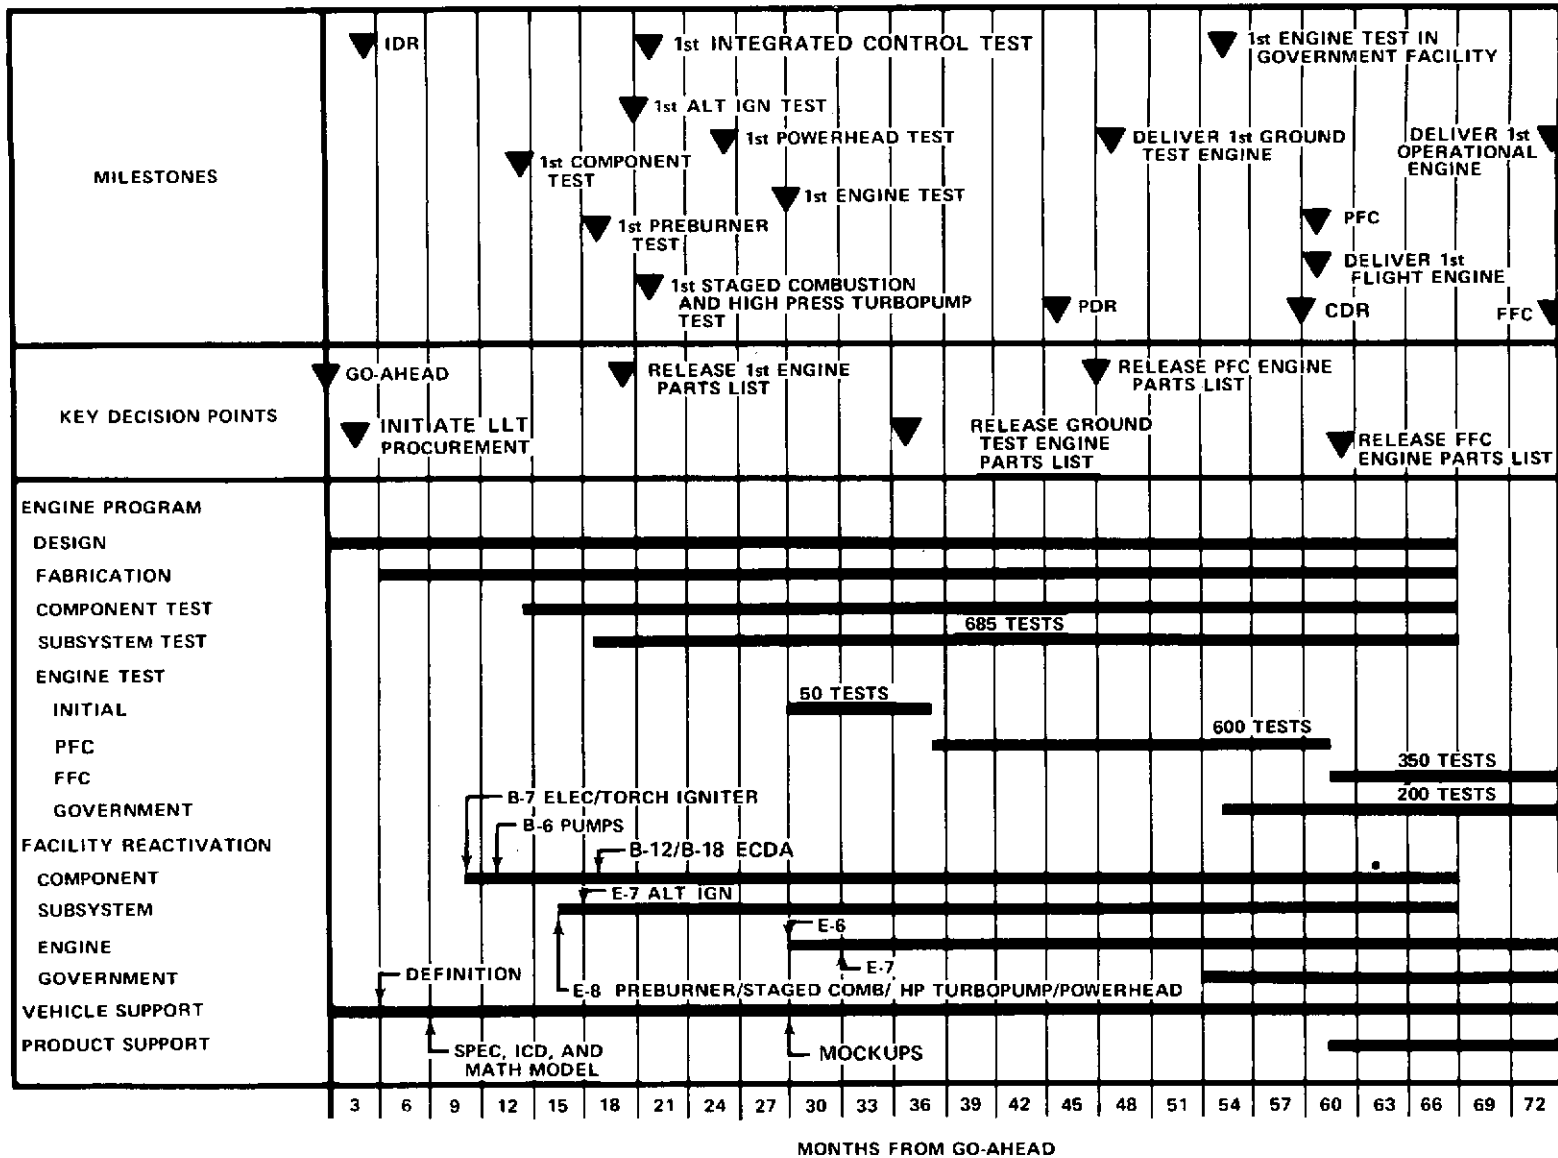 IDR
1st INTEGRATED CONTROL TEST
1st ENGINE TEST IN
GOVERNMENT FACILITY
1st ALT IGN TEST
1st POWERHEAD TEST
DELIVER 1st GROUND
TEST ENGINE
DELIVER 1st
OPERATIONAL
ENGINE
1st COMPONENT
TEST
MILESTONES
1st ENGINE TEST
1st PREBURNER
TEST
PFC
DELIVER 1st
FLIGHT ENGINE
1st STAGED COMBUSTION
AND HIGH PRESS TURBOPUMP
TEST
PDR
CDR
FFC
GO-AHEAD
RELEASE 1st ENGINE
PARTS LIST
RELEASE PFC ENGINE
PARTS LIST
KEY DECISION POINTS
INITIATE LLT
PROCUREMENT
RELEASE GROUND
TEST ENGINE
PARTS LIST
RELEASE FFC
ENGINE PARTS LIST
ENGINE PROGRAM
DESIGN
FABRICATION
COMPONENT TEST
SUBSYSTEM TEST
685 TESTS
ENGINE TEST
INITIAL
50 TESTS
PFC
600 TESTS
FFC
350 TESTS
GOVERNMENT
200 TESTS
B-7 ELEC/TORCH IGNITER
B-6 PUMPS
FACILITY REACTIVATION
B-12/B-18 ECDA
COMPONENT
E-7 ALT IGN
SUBSYSTEM
E-6
ENGINE
E-7
GOVERNMENT
DEFINITION
E-8 PREBURNER/STAGED COMB/ HP TURBOPUMP/POWERHEAD
VEHICLE SUPPORT
PRODUCT SUPPORT
SPEC, ICD, AND
MATH MODEL
MOCKUPS
3 6 9 12 15 18 21 24 27 30 33 36 39 42 45 48 51 54 57 60 63 66 69 72
MONTHS FROM GO-AHEAD